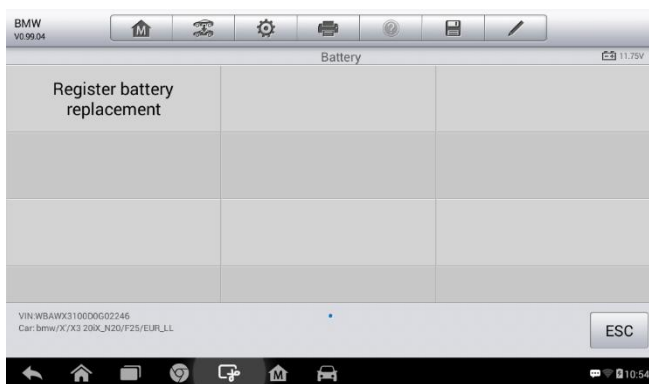 BMW
V0.99.04
Battery
11.75V
Register battery
replacement
VIN:WBAWX3100D0G02246
Car: bmw/X'/X3 20iX_N20/F25/EUR_LL
ESC
10:54